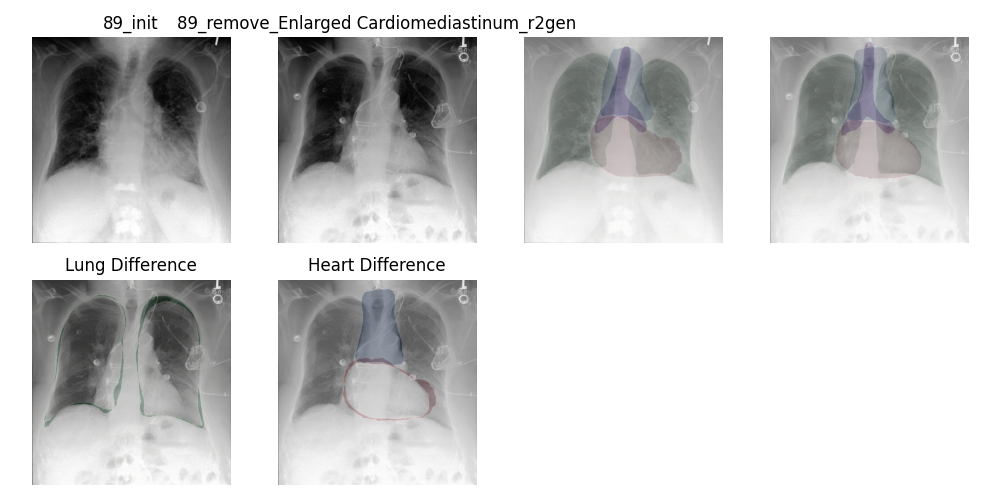 89_init 89_remove_Enlarged Cardiomediastinum_r2gen
Lung Difference
Heart Difference